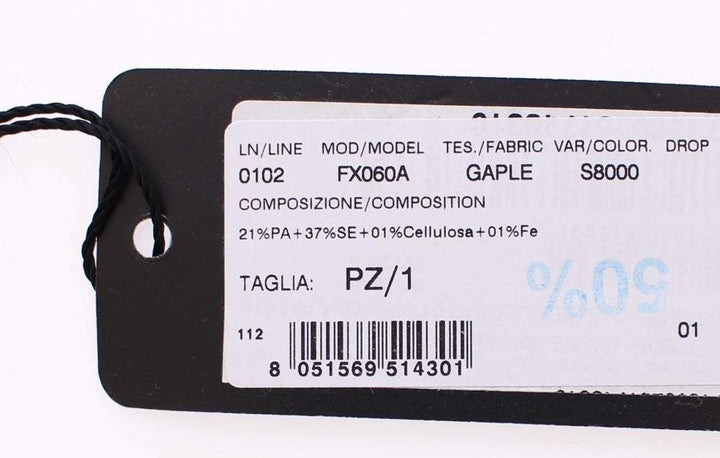 LN/LINE MOD/MODEL TES./FABRIC VAR/COLOR. DROP
0102 FX060A GAPLE S8000
COMPOSIZIONE/COMPOSITION
21%PA+37%SE+01%Cellulosa+01%Fe
TAGLIA: PZ/1
50%
112 01
8 051569 514301